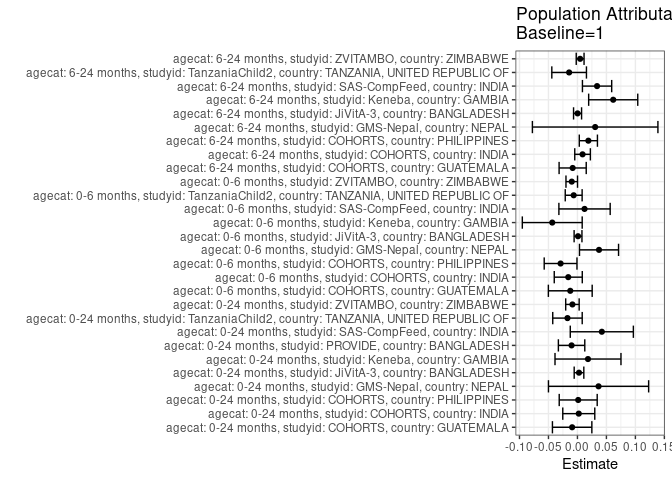 Population Attributa
Baseline=1
agecat: 6-24 months, studyid: ZVITAMBO, country: ZIMBABWE
agecat: 6-24 months, studyid: TanzaniaChild2, country: TANZANIA, UNITED REPUBLIC OF
agecat: 6-24 months, studyid: SAS-CompFeed, country: INDIA
agecat: 6-24 months, studyid: Keneba, country: GAMBIA
agecat: 6-24 months, studyid: JiVitA-3, country: BANGLADESH
agecat: 6-24 months, studyid: GMS-Nepal, country: NEPAL
agecat: 6-24 months, studyid: COHORTS, country: PHILIPPINES
agecat: 6-24 months, studyid: COHORTS, country: INDIA
agecat: 6-24 months, studyid: COHORTS, country: GUATEMALA
agecat: 0-6 months, studyid: ZVITAMBO, country: ZIMBABWE
agecat: 0-6 months, studyid: TanzaniaChild2, country: TANZANIA, UNITED REPUBLIC OF
agecat: 0-6 months, studyid: SAS-CompFeed, country: INDIA
agecat: 0-6 months, studyid: Keneba, country: GAMBIA
agecat: 0-6 months, studyid: JiVitA-3, country: BANGLADESH
agecat: 0-6 months, studyid: GMS-Nepal, country: NEPAL
agecat: 0-6 months, studyid: COHORTS, country: PHILIPPINES
agecat: 0-6 months, studyid: COHORTS, country: INDIA
agecat: 0-6 months, studyid: COHORTS, country: GUATEMALA
agecat: 0-24 months, studyid: ZVITAMBO, country: ZIMBABWE
agecat: 0-24 months, studyid: TanzaniaChild2, country: TANZANIA, UNITED REPUBLIC OF
agecat: 0-24 months, studyid: SAS-CompFeed, country: INDIA
agecat: 0-24 months, studyid: PROVIDE, country: BANGLADESH
agecat: 0-24 months, studyid: Keneba, country: GAMBIA
agecat: 0-24 months, studyid: JiVitA-3, country: BANGLADESH
agecat: 0-24 months, studyid: GMS-Nepal, country: NEPAL
agecat: 0-24 months, studyid: COHORTS, country: PHILIPPINES
agecat: 0-24 months, studyid: COHORTS, country: INDIA
agecat: 0-24 months, studyid: COHORTS, country: GUATEMALA
-0.10 -0.05 0.00 0.05 0.10 0.15
Estimate